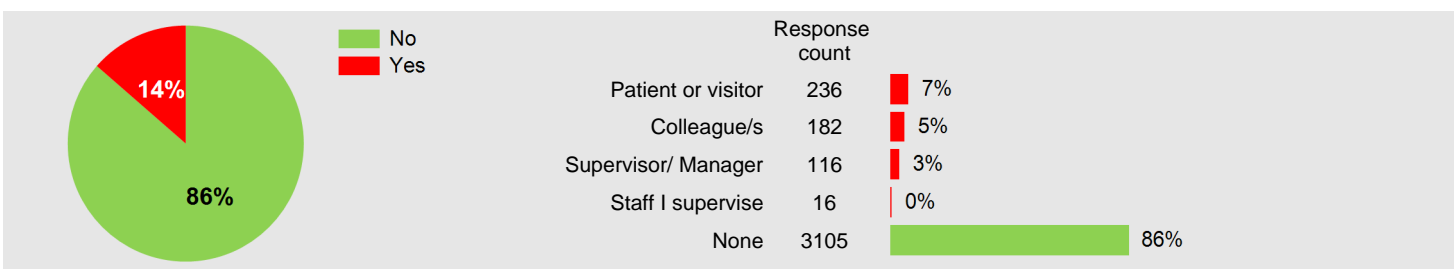 No
Yes
14%
86%
Response
count
Patient or visitor 236 7%
Colleague/s 182 5%
Supervisor/ Manager 116 3%
Staff I supervise 16 0%
None 3105 86%